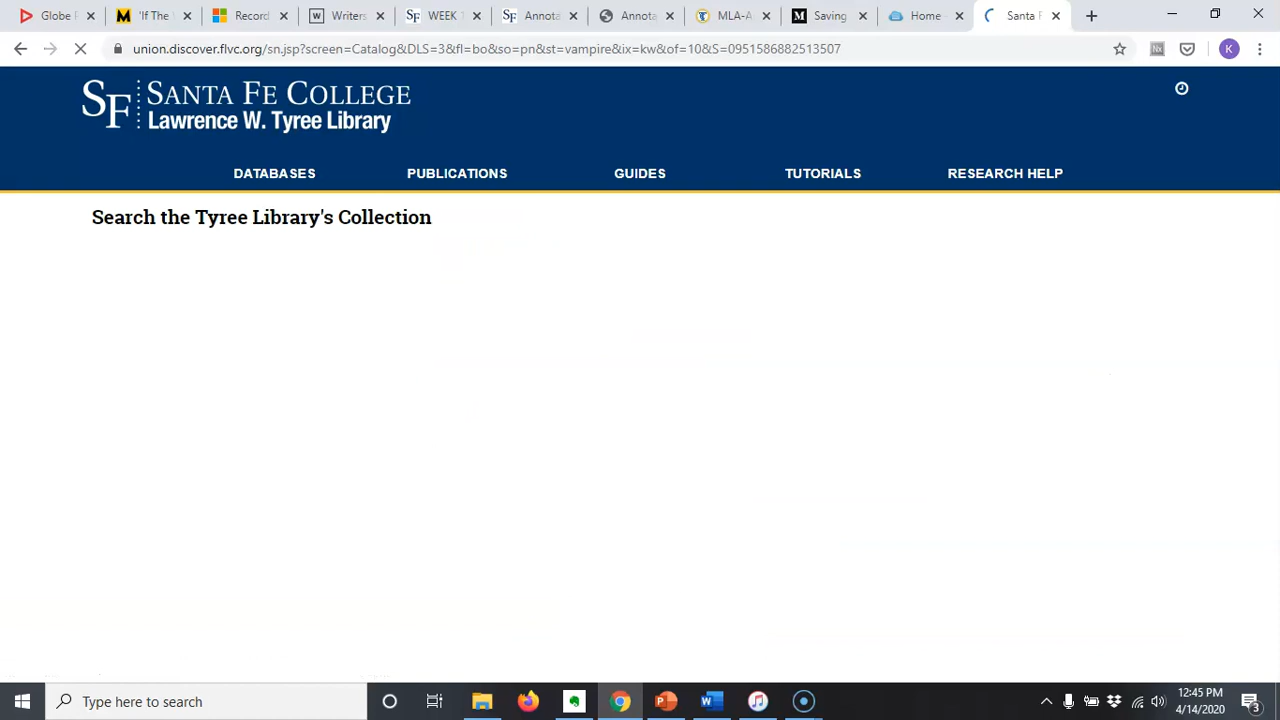 Globe F
'If The
Record
Writers
WEEK
Annota
Annota
MLA-A
Saving
Home -
Santa F
union.discover.flvc.org/sn.jsp?screen=Catalog&DLS=3&fl=bo&so=pn&st=vampire&ix=kw&of=10&S=0951586882513507
K
SF SANTA FE COLLEGE
Lawrence W. Tyree Library
DATABASES PUBLICATIONS GUIDES TUTORIALS RESEARCH HELP
Search the Tyree Library's Collection
Type here to search
12:45 PM
4/14/2020
3